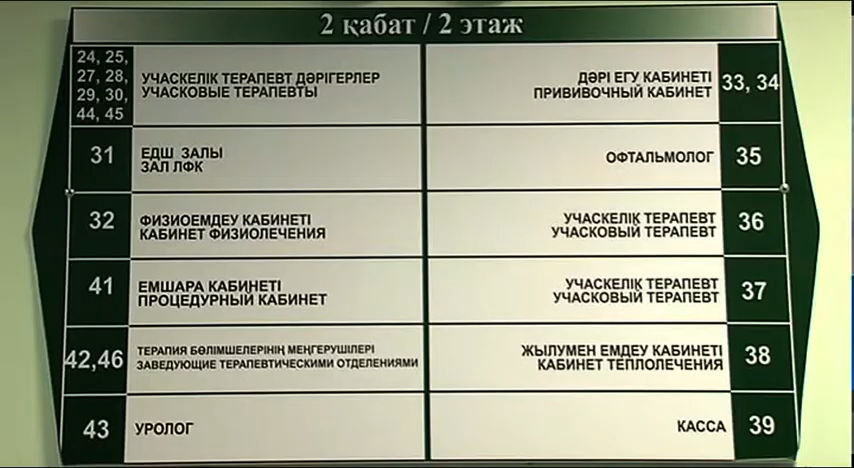 2 қабат / 2 этаж
24, 25,
27, 28,
29, 30,
44, 45
УЧАСКЕЛІК ТЕРАПЕВТ ДӘРІГЕРЛЕР
УЧАСКОВЫЕ ТЕРАПЕВТЫ
ДӘРІ ЕГУ КАБИНЕТІ
ПРИВИВОЧНЫЙ КАБИНЕТ
33, 34
31
ЕДШ ЗАЛЫ
ЗАЛ ЛФК
ОФТАЛЬМОЛОГ
35
32
ФИЗИОЕМДЕУ КАБИНЕТІ
КАБИНЕТ ФИЗИОЛЕЧЕНИЯ
УЧАСКЕЛІК ТЕРАПЕВТ
УЧАСКОВЫЙ ТЕРАПЕВТ
36
41
ЕМШАРА КАБИНЕТІ
ПРОЦЕДУРНЫЙ КАБИНЕТ
УЧАСКЕЛІК ТЕРАПЕВТ
УЧАСКОВЫЙ ТЕРАПЕВТ
37
42,46
ТЕРАПИЯ БӨЛІМШЕЛЕРІНІҢ МЕҢГЕРУШІЛЕРІ
ЗАВЕДУЮЩИЕ ТЕРАПЕВТИЧЕСКИМИ ОТДЕЛЕНИЯМИ
ЖЫЛУМЕН ЕМДЕУ КАБИНЕТІ
КАБИНЕТ ТЕПЛОЛЕЧЕНИЯ
38
43
УРОЛОГ
КАССА
39